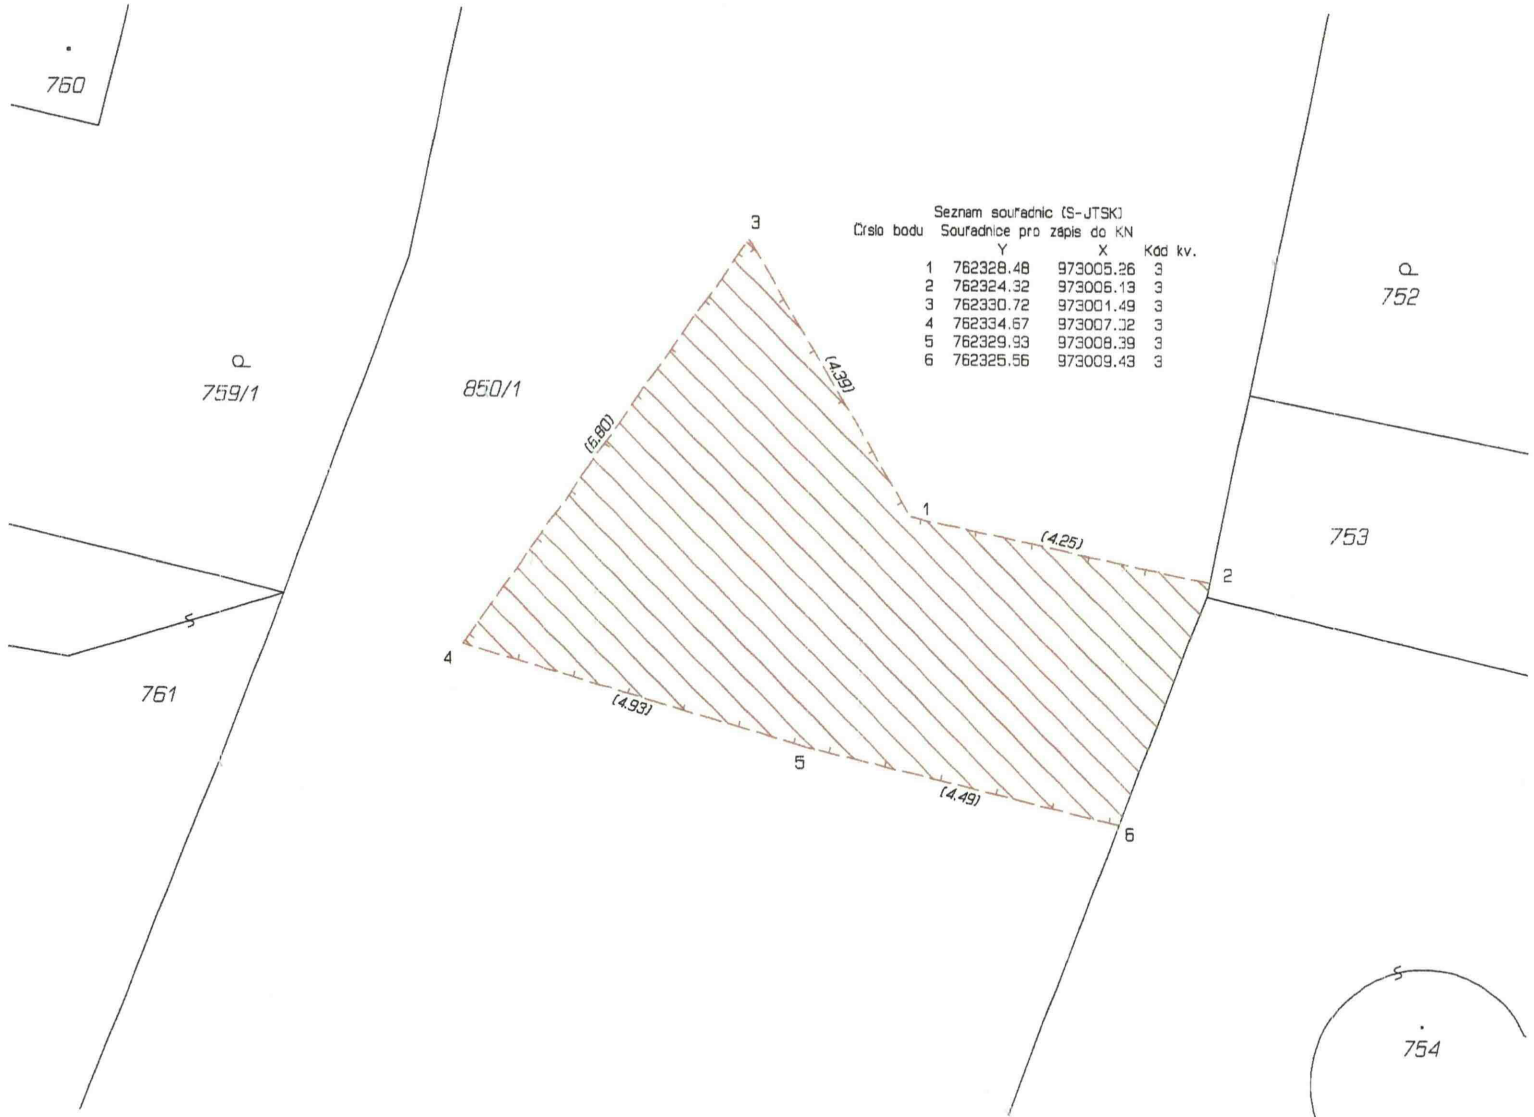 760
3
Seznam souřadnic (S-JTSK)
Číslo bodu Souřadnice pro zápis do KN
Y X Kód kv.
1 762328.48 973005.26 3
2 762324.32 973006.13 3
3 762330.72 973001.49 3
4 762334.67 973007.02 3
5 762329.93 973008.39 3
6 762325.56 973009.43 3
752
759/1
850/1
(4.39)
(6.80)
1
(4.25)
753
2
4
761
(4.93)
5
(4.49)
6
754